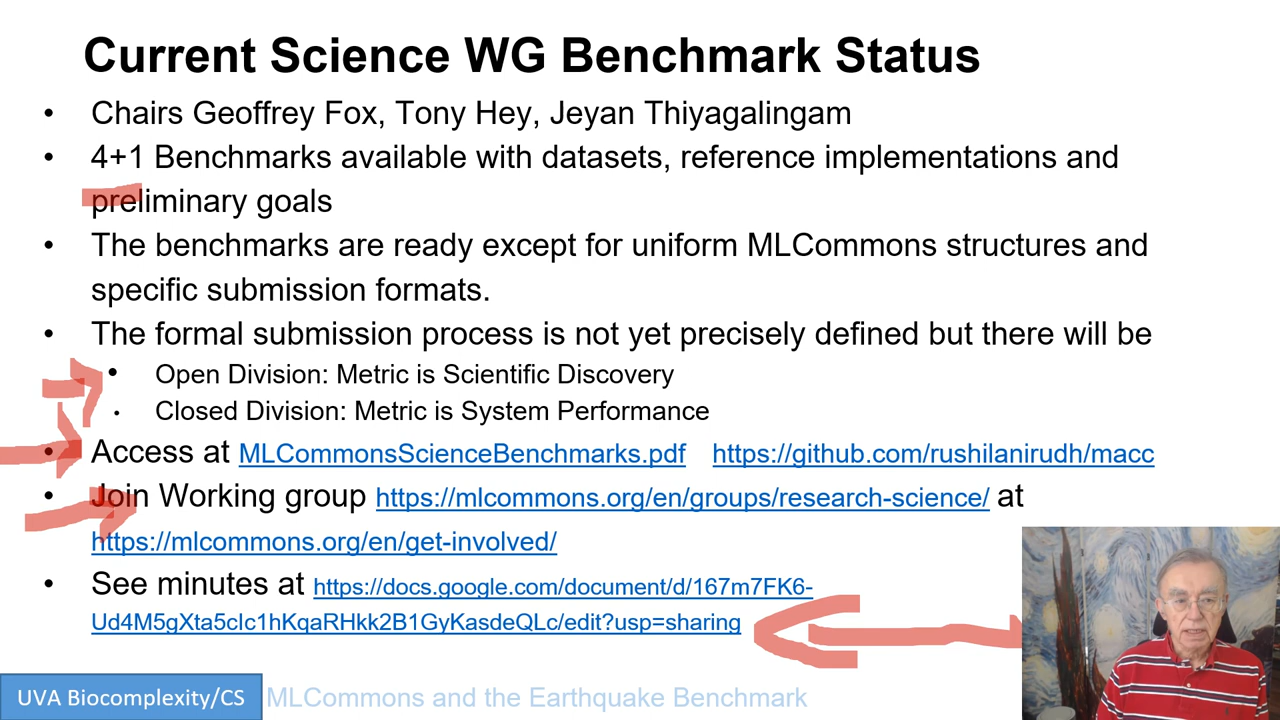 Current Science WG Benchmark Status
• Chairs Geoffrey Fox, Tony Hey, Jeyan Thiyagalingam
• 4+1 Benchmarks available with datasets, reference implementations and
preliminary goals
• The benchmarks are ready except for uniform MLCommons structures and
specific submission formats.
• The formal submission process is not yet precisely defined but there will be
• Open Division: Metric is Scientific Discovery
• Closed Division: Metric is System Performance
• Access at MLCommonsScienceBenchmarks.pdf https://github.com/rushilanirudh/macc
• Join Working group https://mlcommons.org/en/groups/research-science/ at
https://mlcommons.org/en/get-involved/
• See minutes at https://docs.google.com/document/d/167m7FK6-
Ud4M5gXta5cIc1hKqaRHkk2B1GyKasdeQLc/edit?usp=sharing
UVA Biocomplexity/CS MLCommons and the Earthquake Benchmark